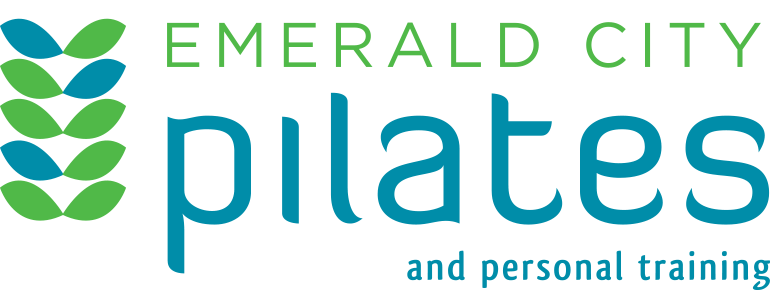 EMERALD CITY
pilates
and personal training